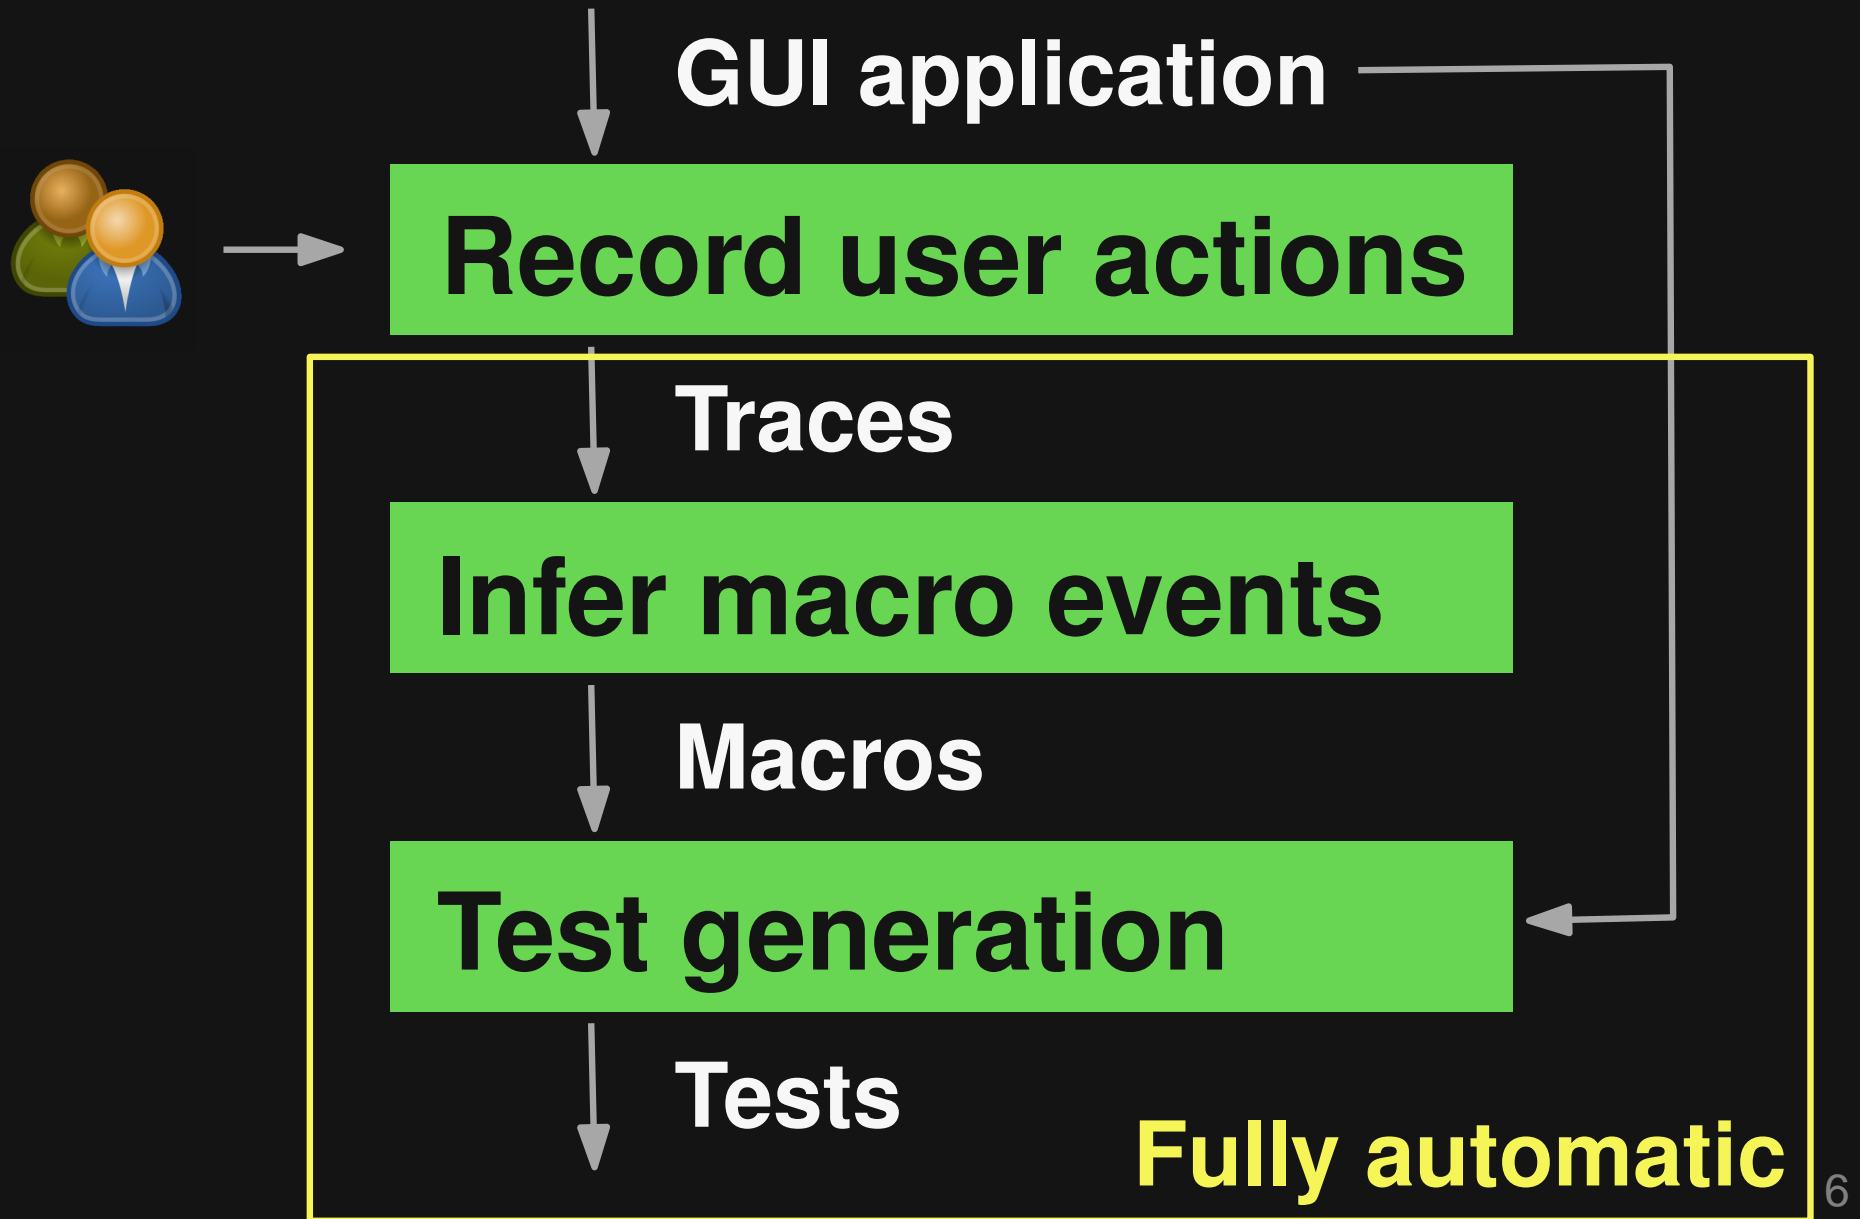 GUI application
Record user actions
Traces
Infer macro events
Macros
Test generation
Tests
Fully automatic
6